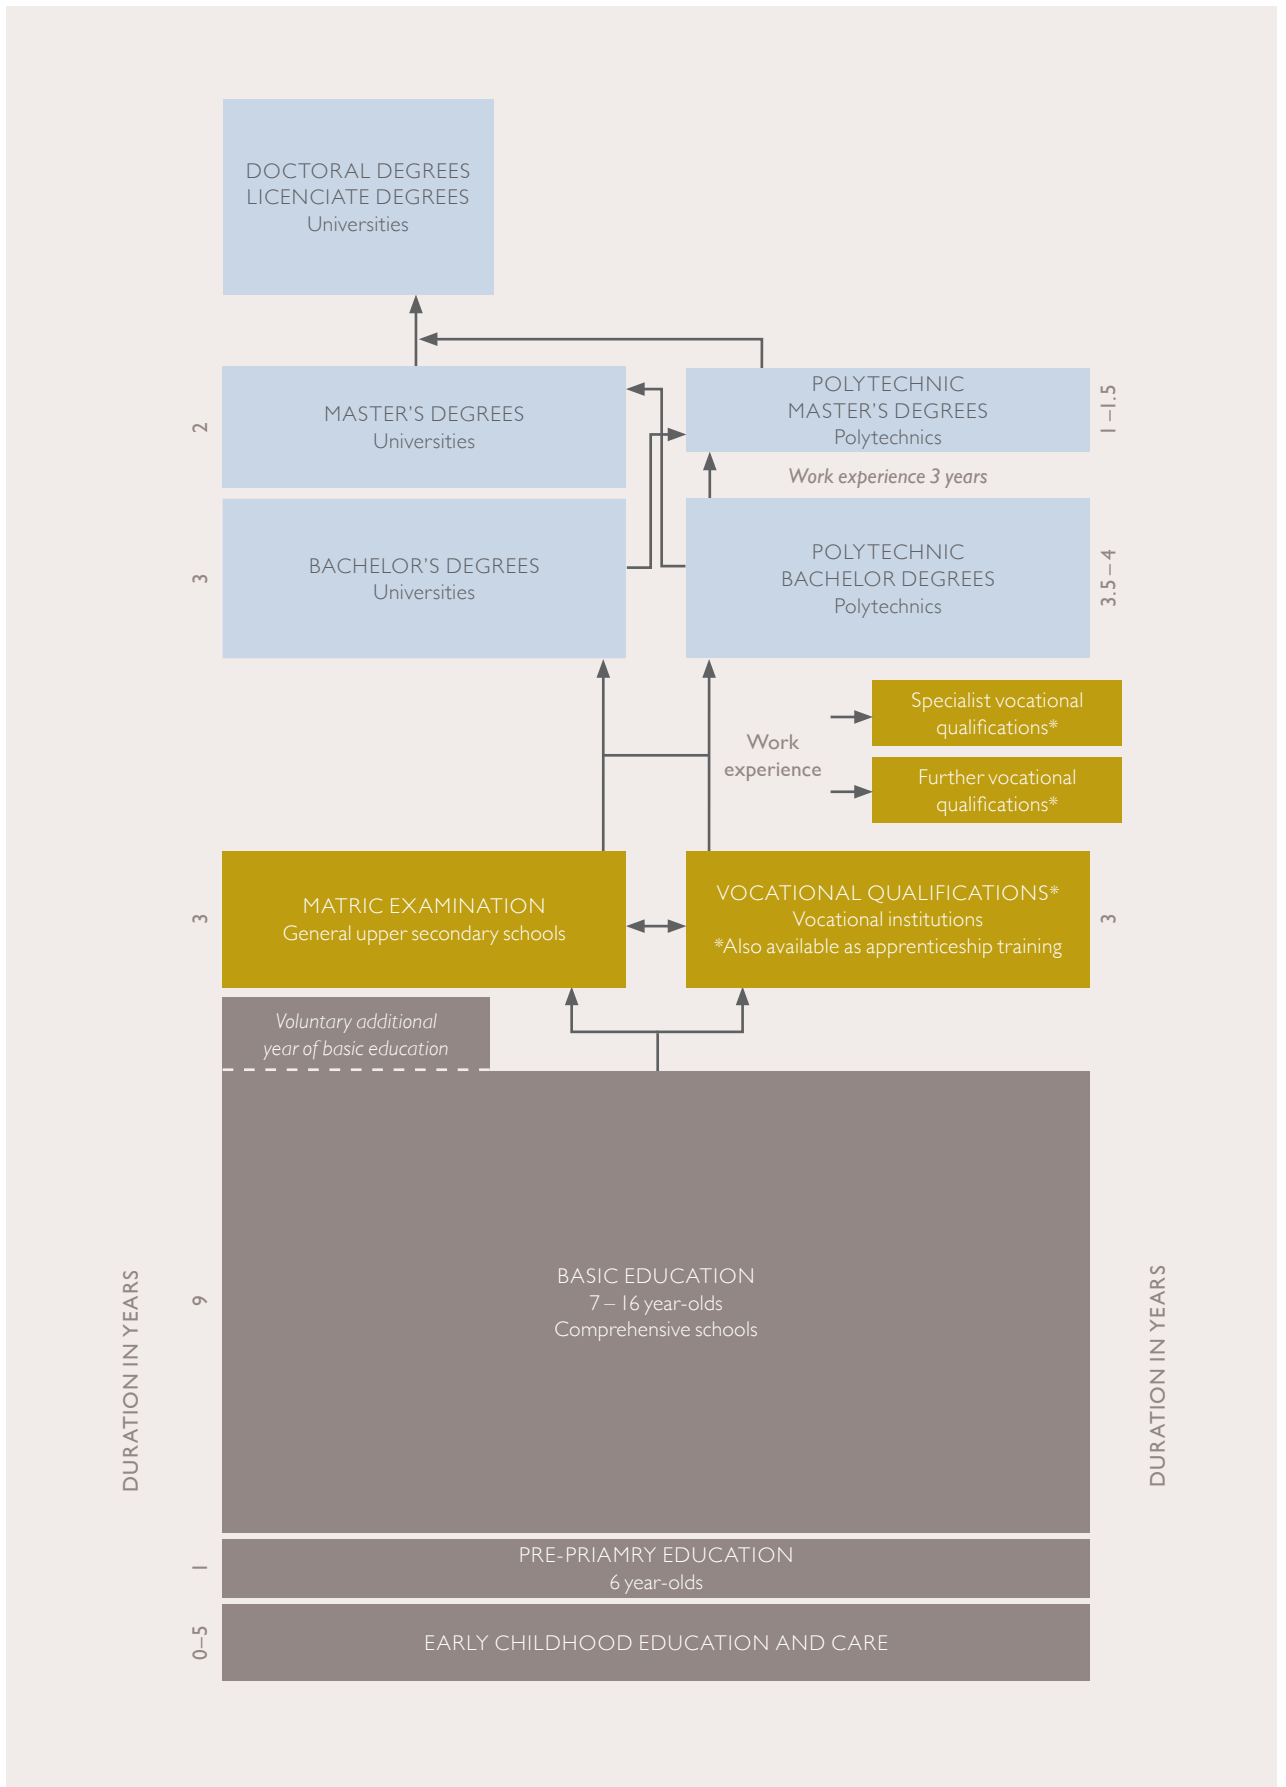 DOCTORAL DEGREES
LICENCIATE DEGREES
Universities
2
MASTER'S DEGREES
Universities
POLYTECHNIC
MASTER'S DEGREES
Polytechnics
1–1.5
Work experience 3 years
3
BACHELOR'S DEGREES
Universities
POLYTECHNIC
BACHELOR DEGREES
Polytechnics
3.5–4
Work
experience
Specialist vocational
qualifications*
Further vocational
qualifications*
3
MATRIC EXAMINATION
General upper secondary schools
VOCATIONAL QUALIFICATIONS*
Vocational institutions
*Also available as apprenticeship training
3
Voluntary additional
year of basic education
DURATION IN YEARS
9
BASIC EDUCATION
7 – 16 year-olds
Comprehensive schools
DURATION IN YEARS
1
PRE-PRIAMRY EDUCATION
6 year-olds
0–5
EARLY CHILDHOOD EDUCATION AND CARE